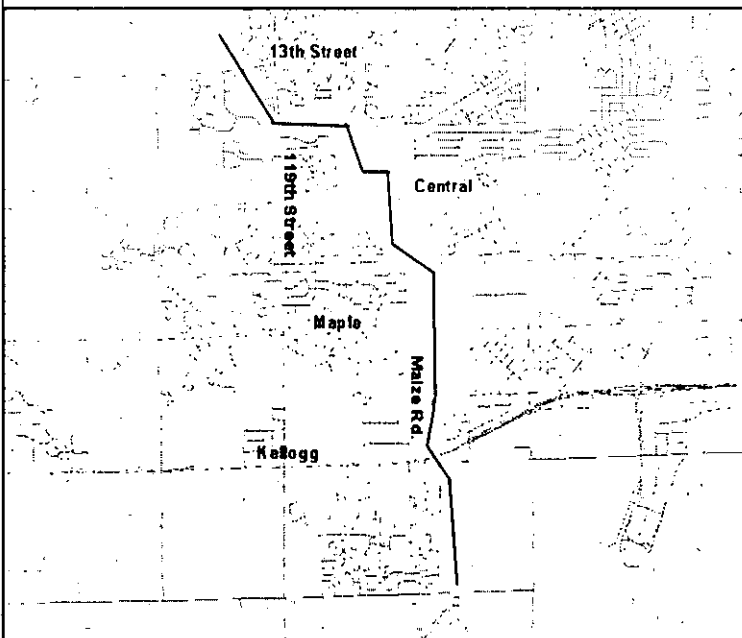 13th Street
119th Street
Central
Maple
Maize Rd.
Kellogg